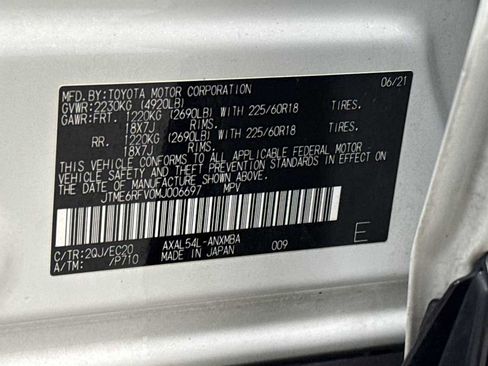 MFD.BY:TOYOTA MOTOR CORPORATION 06/21
GVWR:2230KG (4920LB)
GAWR:FRT. 1220KG (2690LB) WITH 225/60R18 TIRES.
18X7J RIMS.
RR. 1220KG (2690LB) WITH 225/60R18 TIRES.
18X7J RIMS.
THIS VEHICLE CONFORMS TO ALL APPLICABLE FEDERAL MOTOR
VEHICLE SAFETY AND THEFT PREVENTION STANDARDS IN EFFECT ON
THE DATE OF MANUFACTURE SHOWN ABOVE.
JTME6RFV0MJ006697 MPV
C/TR:2QJ/EC20 AXAL54L-ANXMBA 009 E
A/TM: /P710 MADE IN JAPAN